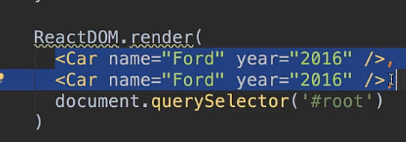 ReactDOM.render(
<Car name="Ford" year="2016" />,
<Car name="Ford" year="2016" />,
document.querySelector('#root')
)